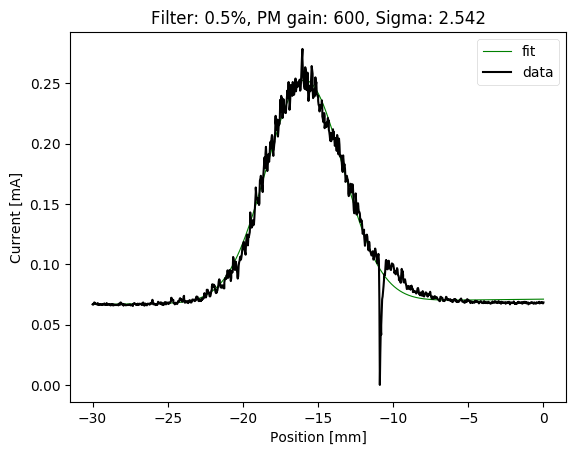 Filter: 0.5%, PM gain: 600, Sigma: 2.542
fit
data
Current [mA]
0.25
0.20
0.15
0.10
0.05
0.00
−30 −25 −20 −15 −10 −5 0
Position [mm]